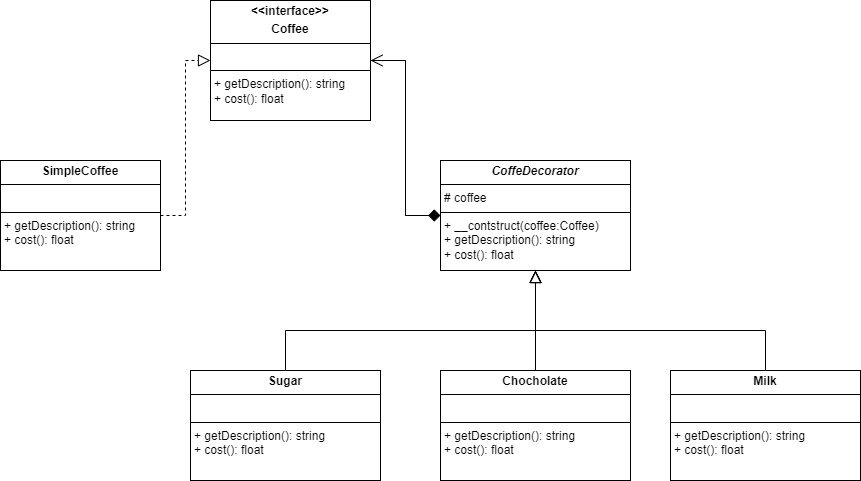 <<interface>>
Coffee
+ getDescription(): string
+ cost(): float
SimpleCoffee
+ getDescription(): string
+ cost(): float
CoffeDecorator
# coffee
+ __contstruct(coffee:Coffee)
+ getDescription(): string
+ cost(): float
Sugar
+ getDescription(): string
+ cost(): float
Chocholate
+ getDescription(): string
+ cost(): float
Milk
+ getDescription(): string
+ cost(): float